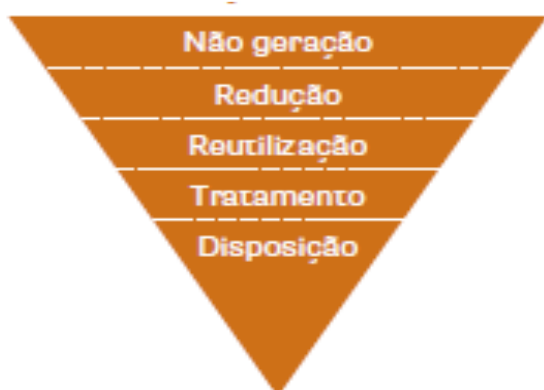 Não geração
Redução
Reutilização
Tratamento
Disposição